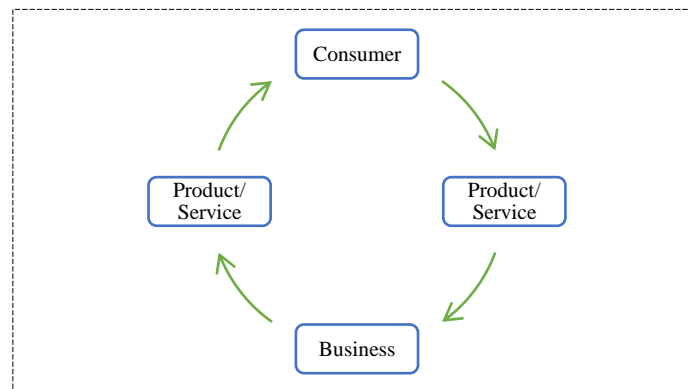 Consumer
Product/
Service
Product/
Service
Business